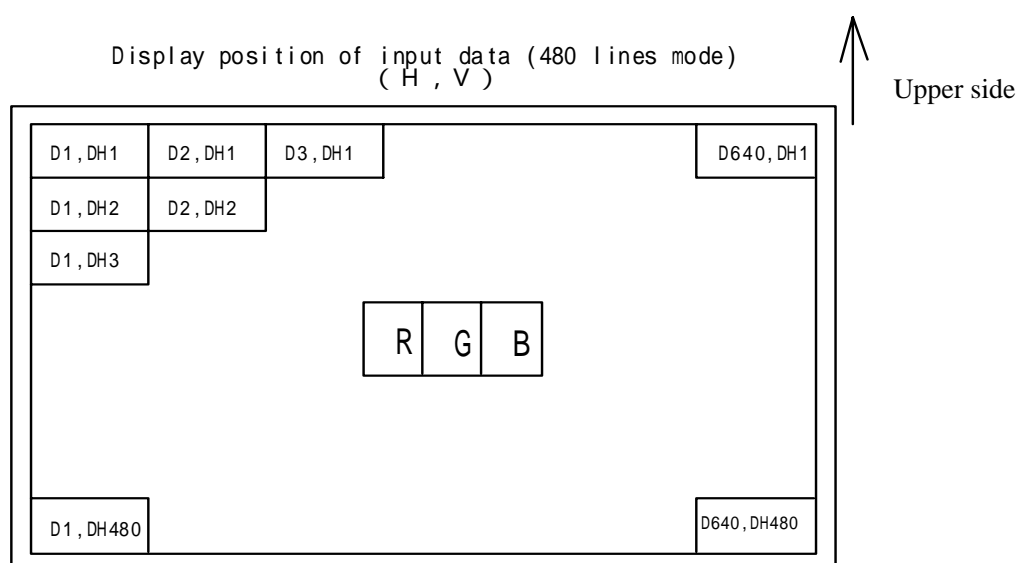 Display position of input data (480 lines mode)
( H , V )
Upper side
D1,DH1 D2,DH1 D3,DH1 D640,DH1
D1,DH2 D2,DH2
D1,DH3
R G B
D1,DH480 D640,DH480